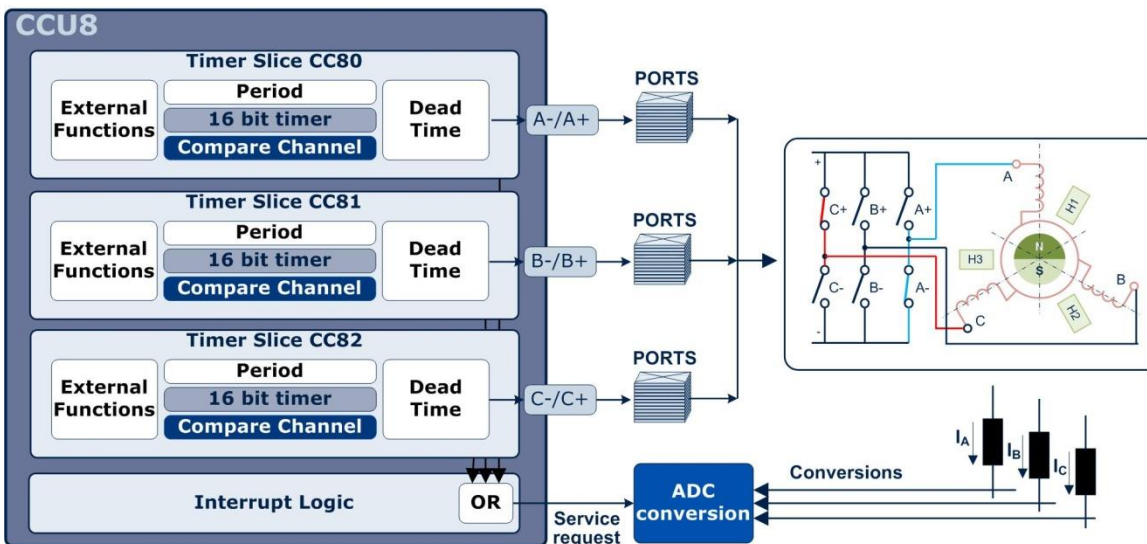 CCU8
Timer Slice CC80
External
Functions
Period
16 bit timer
Compare Channel
Dead
Time
A-/A+
PORTS
Timer Slice CC81
External
Functions
Period
16 bit timer
Compare Channel
Dead
Time
B-/B+
PORTS
Timer Slice CC82
External
Functions
Period
16 bit timer
Compare Channel
Dead
Time
C-/C+
PORTS
Interrupt Logic
OR
Service
request
ADC
conversion
Conversions
+
C+
B+
A+
C-
B-
A-
-
A
H1
N
S
H3
H2
B
C
IA
IB
IC